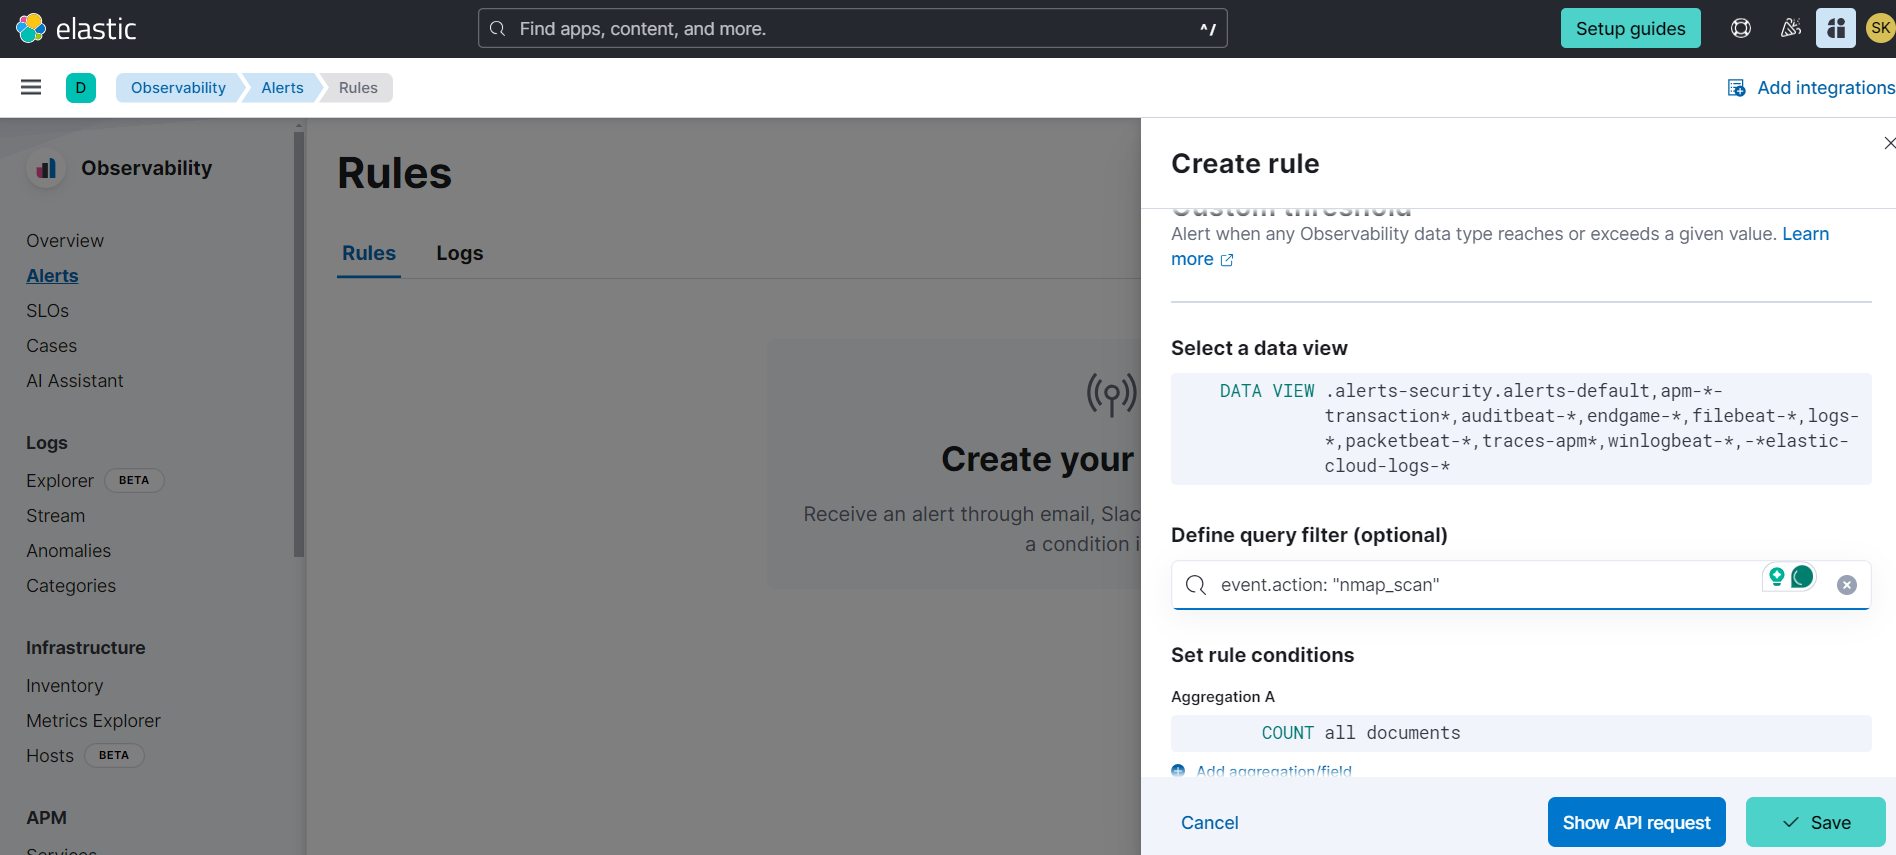 elastic
Find apps, content, and more.
^/
Setup guides
SK
D
Observability
Alerts
Rules
Add integrations
Observability
Overview
Alerts
SLOs
Cases
AI Assistant
Logs
Explorer BETA
Stream
Anomalies
Categories
Infrastructure
Inventory
Metrics Explorer
Hosts BETA
APM
Services
Rules
Rules
Logs
Create your
Receive an alert through email, Slac
a condition i
Create rule
Custom threshold
Alert when any Observability data type reaches or exceeds a given value. Learn
more
Select a data view
DATA VIEW .alerts-security.alerts-default,apm-*-
transaction*,auditbeat-*,endgame-*,filebeat-*,logs-
*,packetbeat-*,traces-apm*,winlogbeat-*,-*elastic-
cloud-logs-*
Define query filter (optional)
event.action: "nmap_scan"
Set rule conditions
Aggregation A
COUNT all documents
Add aggregation/field
Cancel
Show API request
Save